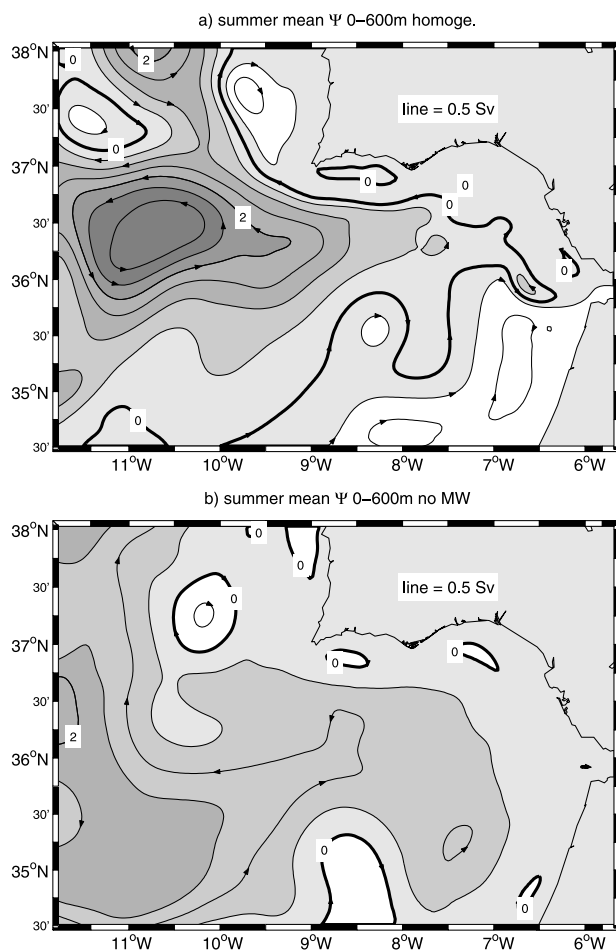 a) summer mean Ψ 0−600m homoge.
38°N
0
2
30'
line = 0.5 Sv
0
37°N
0
0
0
30'
2
36°N
0
30'
35°N
0
30'
11°W 10°W 9°W 8°W 7°W 6°W
b) summer mean Ψ 0−600m no MW
38°N
0
0
30'
line = 0.5 Sv
0
37°N
0
0
30'
2
36°N
30'
0
35°N
0
30'
11°W 10°W 9°W 8°W 7°W 6°W